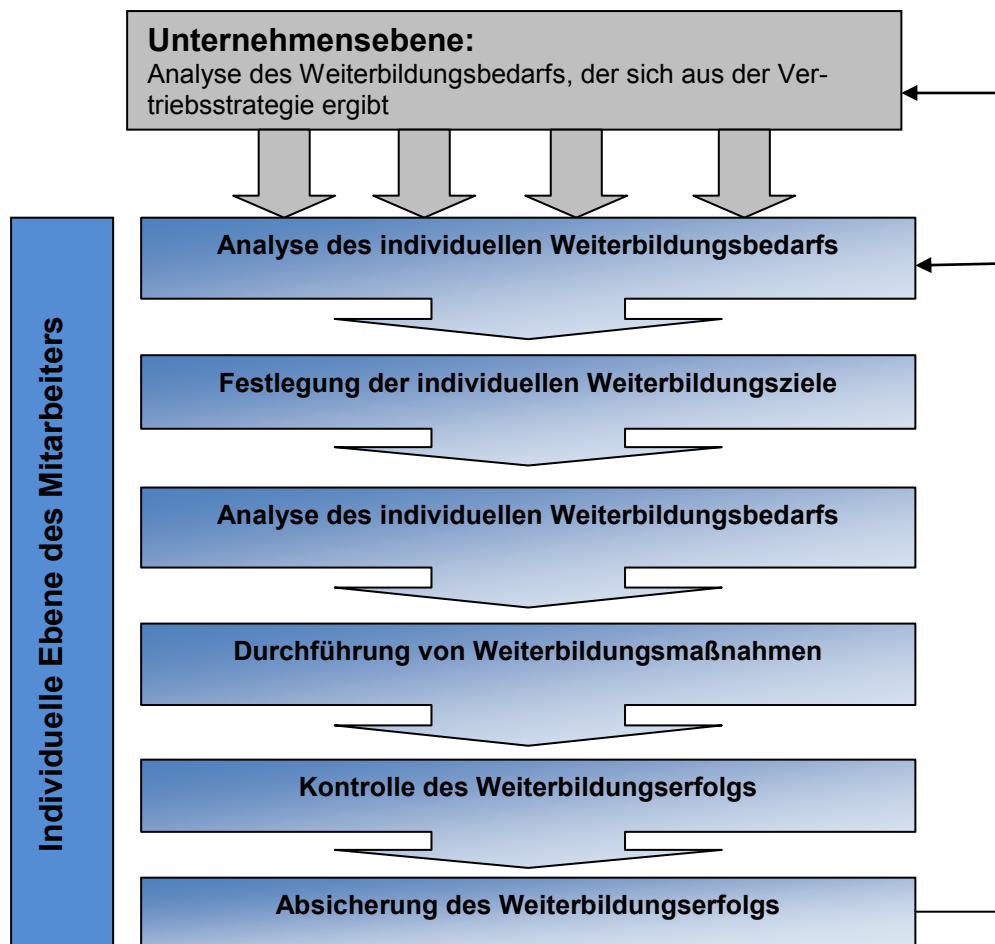 Unternehmensebene:
Analyse des Weiterbildungsbedarfs, der sich aus der Ver-
triebsstrategie ergibt
Individuelle Ebene des Mitarbeiters
Analyse des individuellen Weiterbildungsbedarfs
Festlegung der individuellen Weiterbildungsziele
Analyse des individuellen Weiterbildungsbedarfs
Durchführung von Weiterbildungsmaßnahmen
Kontrolle des Weiterbildungserfolgs
Absicherung des Weiterbildungserfolgs